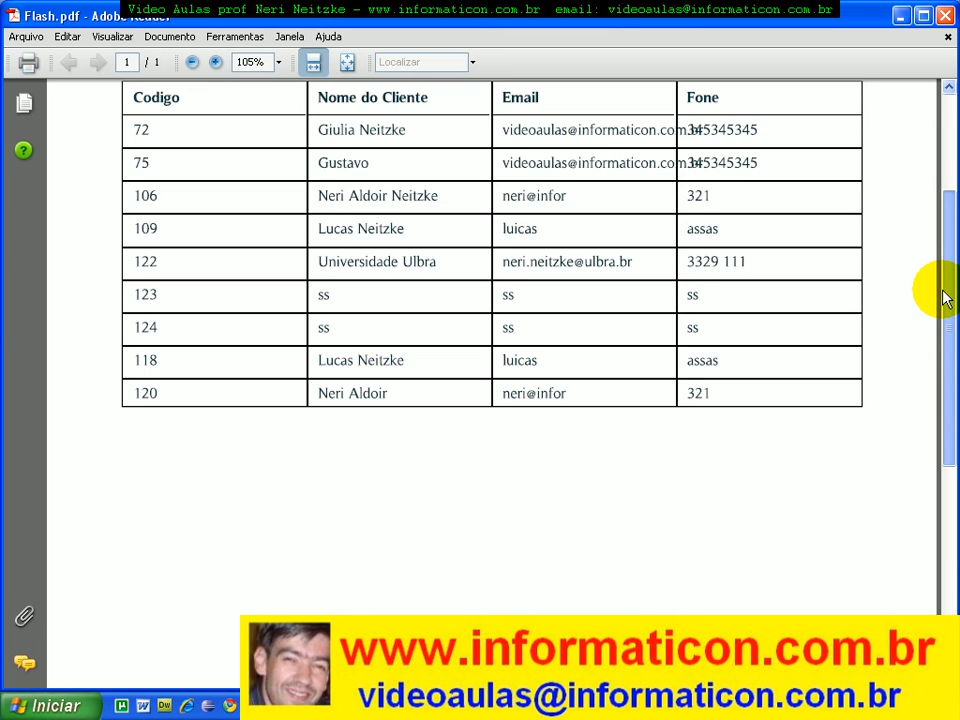 Flash.pdf - Adobe Reader
Video Aulas prof Neri Neitzke - www.informaticon.com.br email: videoaulas@informaticon.com.br
Arquivo Editar Visualizar Documento Ferramentas Janela Ajuda
1 / 1 105% Localizar
Codigo Nome do Cliente Email Fone
72 Giulia Neitzke videoaulas@informaticon.com.br 345345345
75 Gustavo videoaulas@informaticon.com.br 345345345
106 Neri Aldoir Neitzke neri@infor 321
109 Lucas Neitzke luicas assas
122 Universidade Ulbra neri.neitzke@ulbra.br 3329 111
123 ss ss ss
124 ss ss ss
118 Lucas Neitzke luicas assas
120 Neri Aldoir neri@infor 321
www.informaticon.com.br
videoaulas@informaticon.com.br
Iniciar